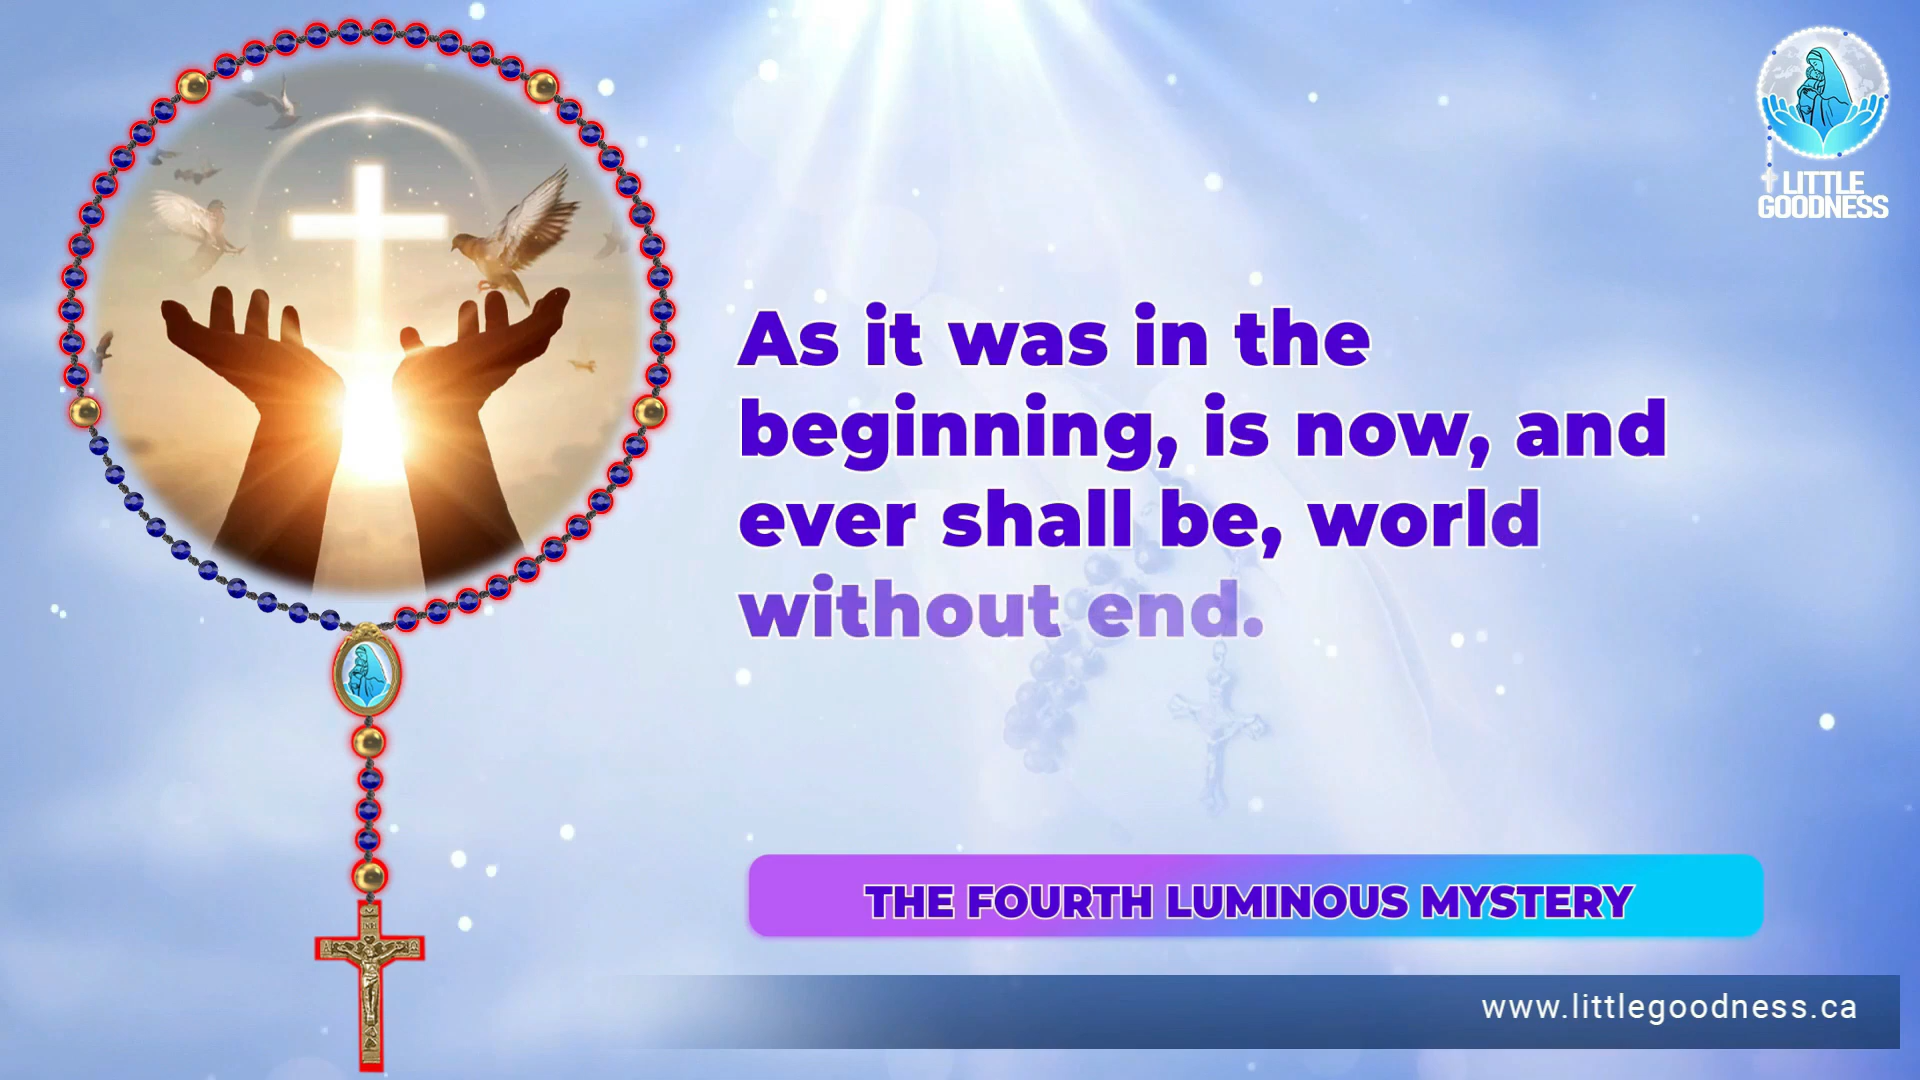 LITTLE
GOODNESS
As it was in the
beginning, is now, and
ever shall be, world
without end.
THE FOURTH LUMINOUS MYSTERY
www.littlegoodness.ca